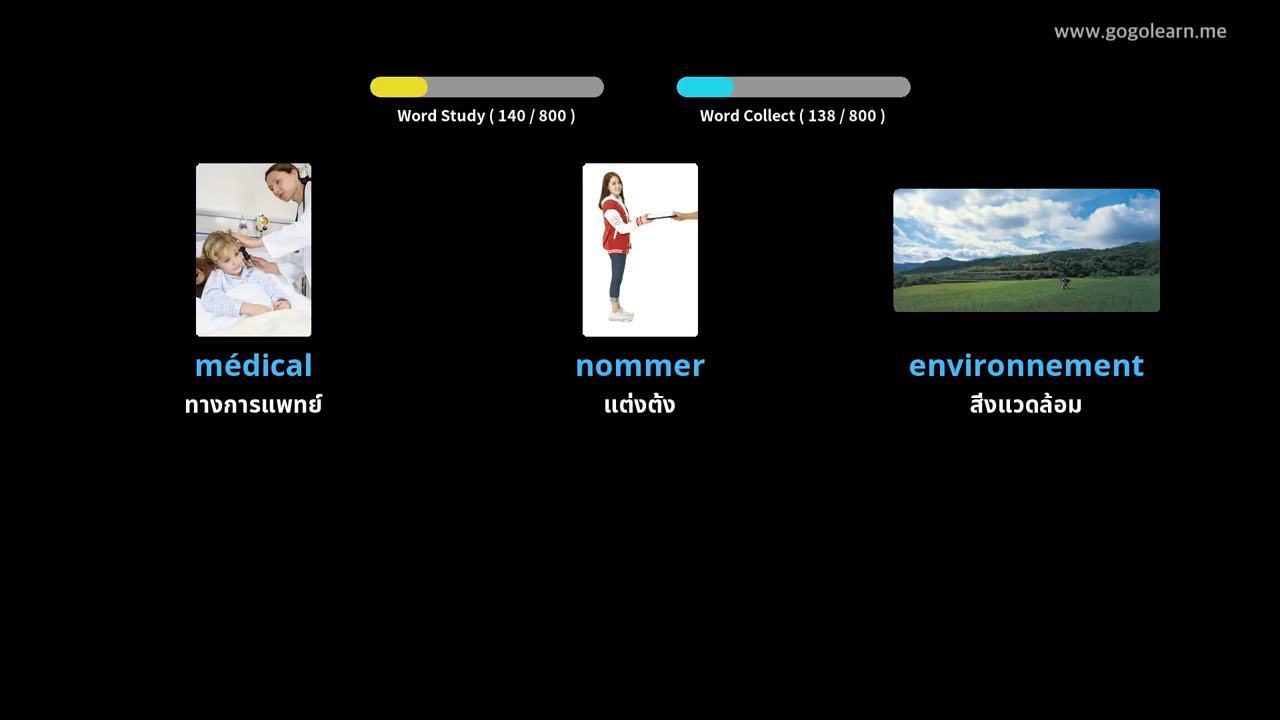 www.gogolearn.me
Word Study ( 140 / 800 )
Word Collect ( 138 / 800 )
médical
nommer
environnement
ทางการแพทย์
แต่งตั้ง
สิ่งแวดล้อม